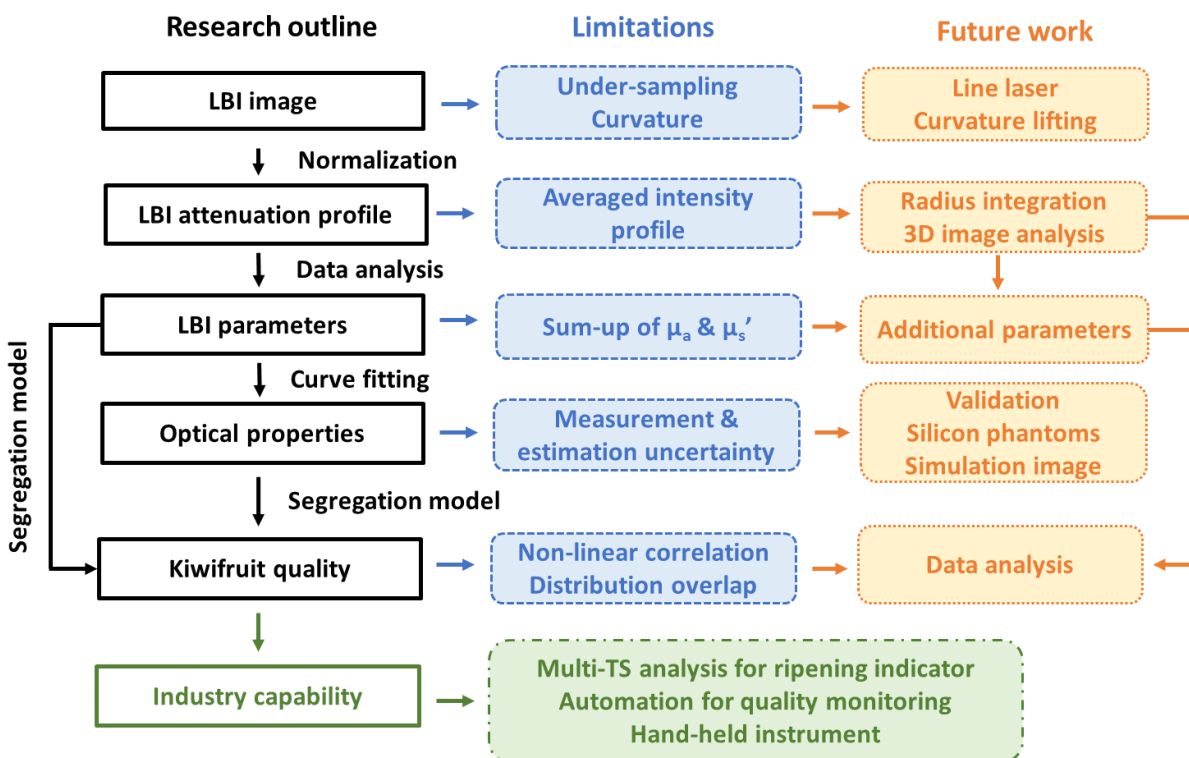 Research outline
Limitations
Future work
LBI image
Under-sampling
Curvature
Line laser
Curvature lifting
Normalization
LBI attenuation profile
Averaged intensity
profile
Radius integration
3D image analysis
Data analysis
LBI parameters
Sum-up of μa & μs’
Additional parameters
Curve fitting
Optical properties
Measurement &
estimation uncertainty
Validation
Silicon phantoms
Simulation image
Segregation model
Segregation model
Kiwifruit quality
Non-linear correlation
Distribution overlap
Data analysis
Industry capability
Multi-TS analysis for ripening indicator
Automation for quality monitoring
Hand-held instrument